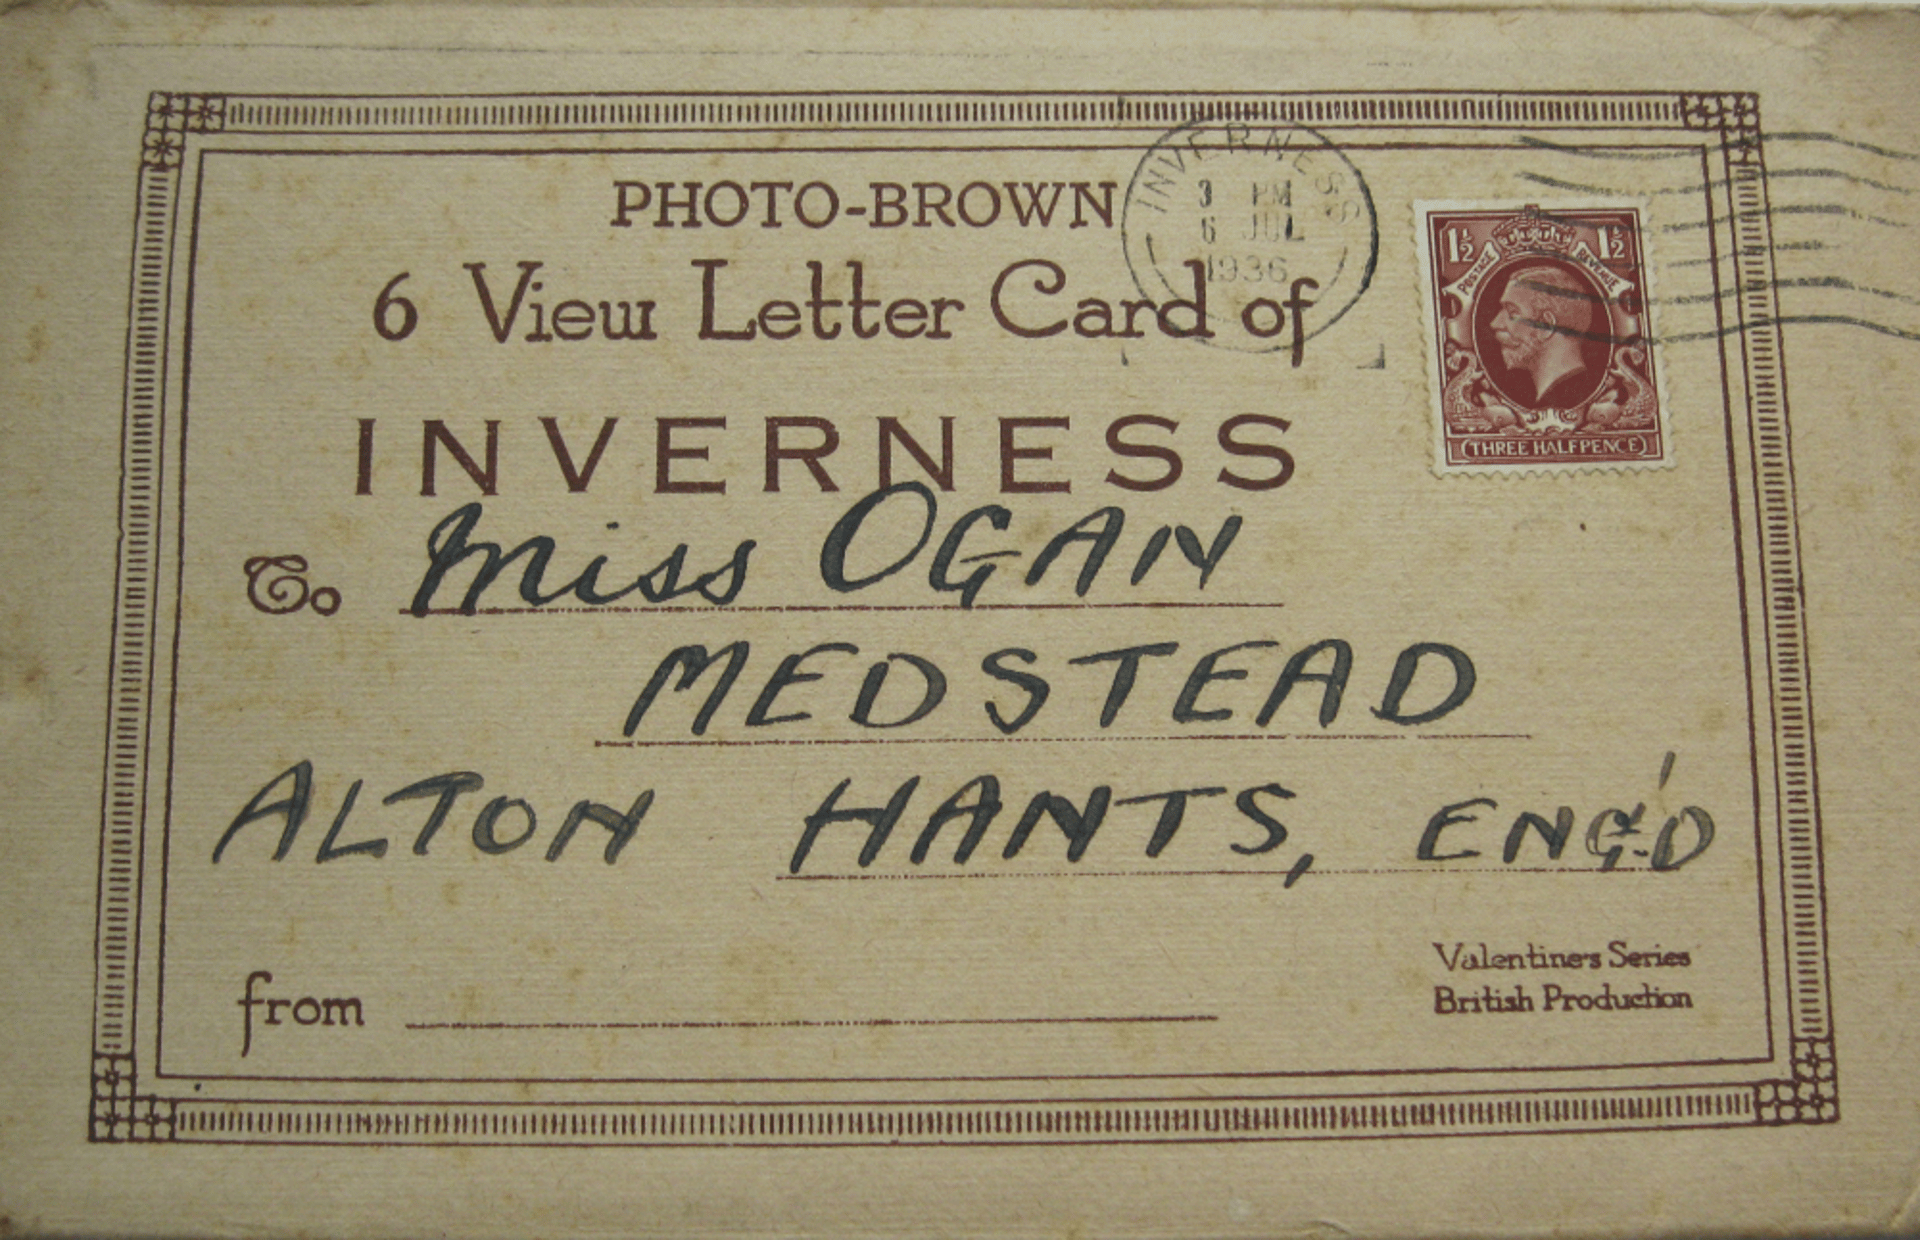 PHOTO-BROWN
6 View Letter Card of
INVERNESS
INVERNESS
3 PM
6 JUL
1936
1½ 1½
POSTAGE REVENUE
THREE HALFPENCE
To Miss OGAN
MEDSTEAD
ALTON HANTS, ENG'D
from
Valentine's Series
British Production